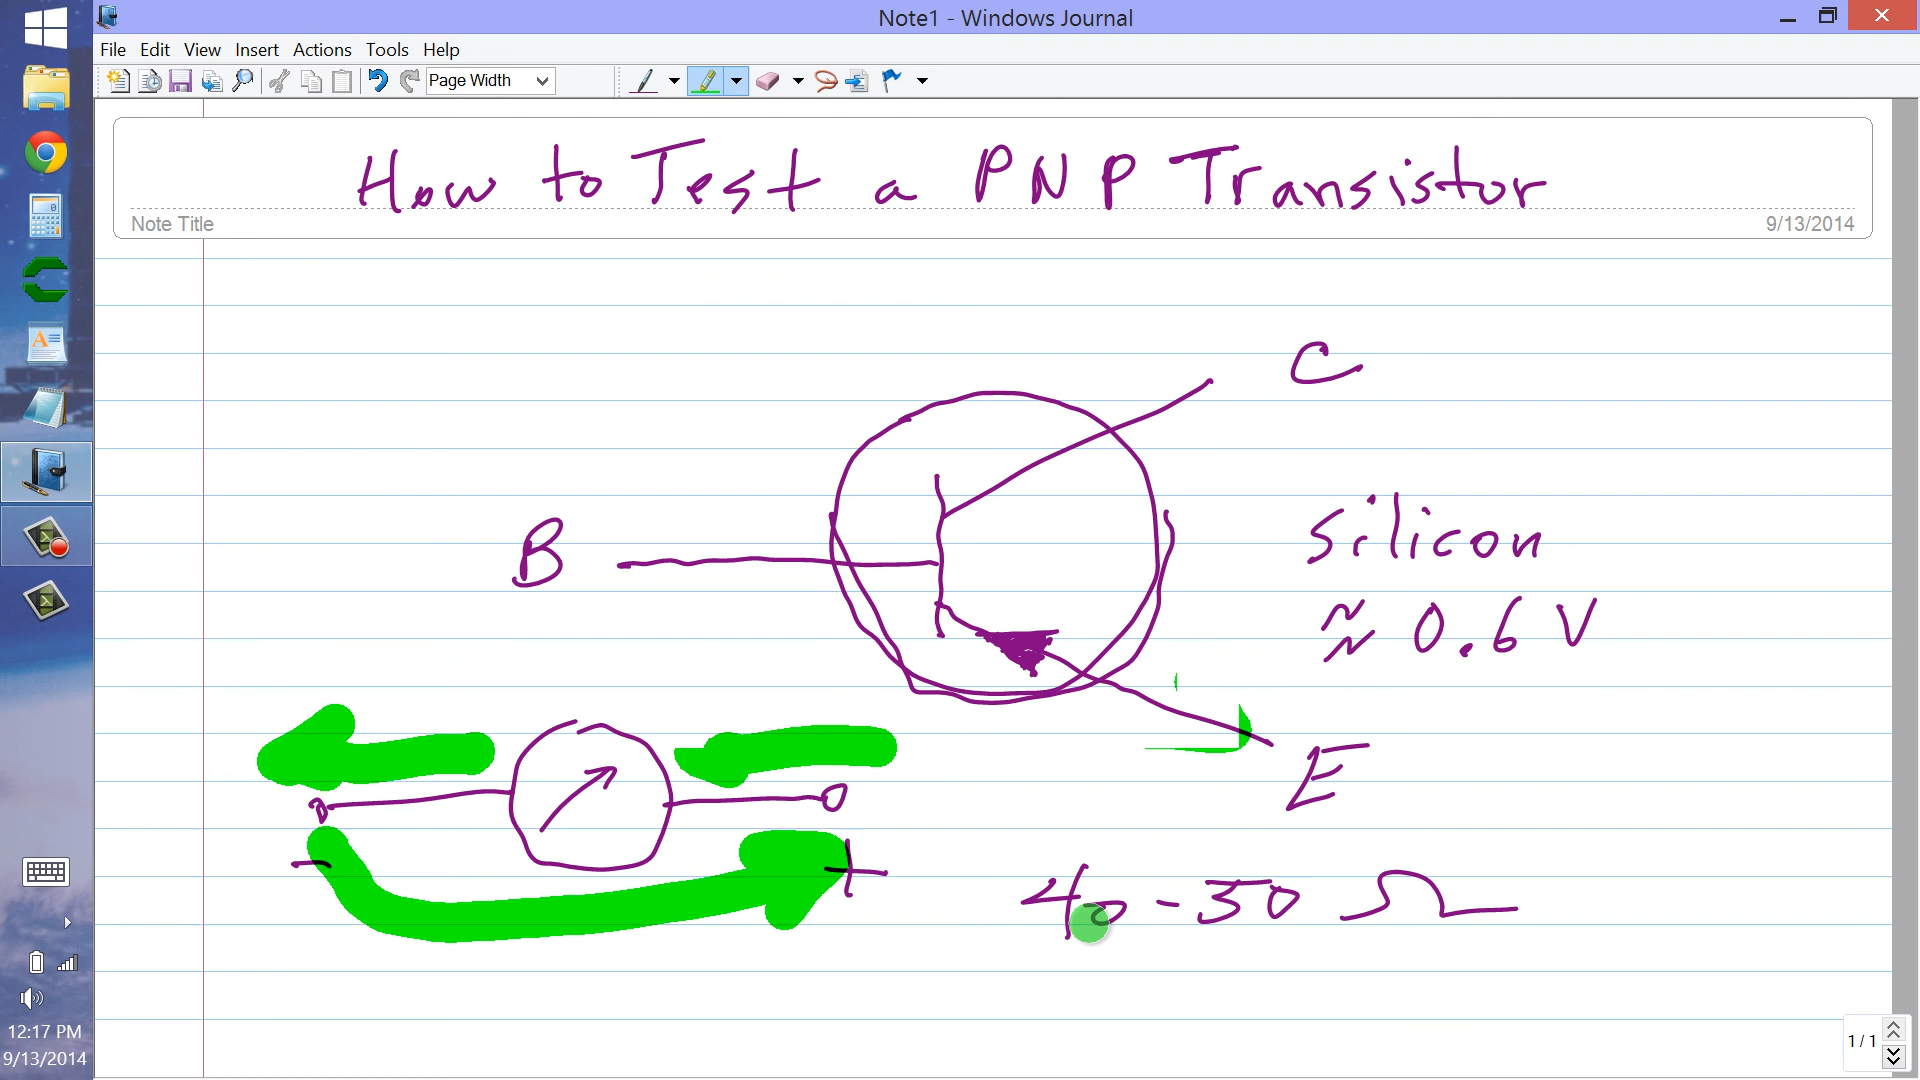 Note1 - Windows Journal
File Edit View Insert Actions Tools Help
Page Width
How to Test a PNP Transistor
Note Title
9/13/2014
C
B
Silicon
≈ 0.6 V
E
- +
40-50 Ω
12:17 PM
9/13/2014
1 / 1